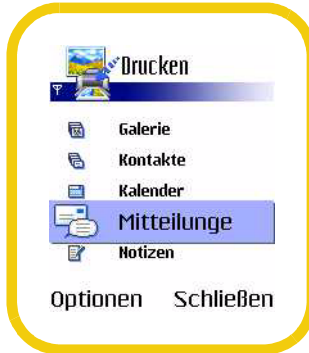 Drucken
Galerie
Kontakte
Kalender
Mitteilunge
Notizen
Optionen Schließen